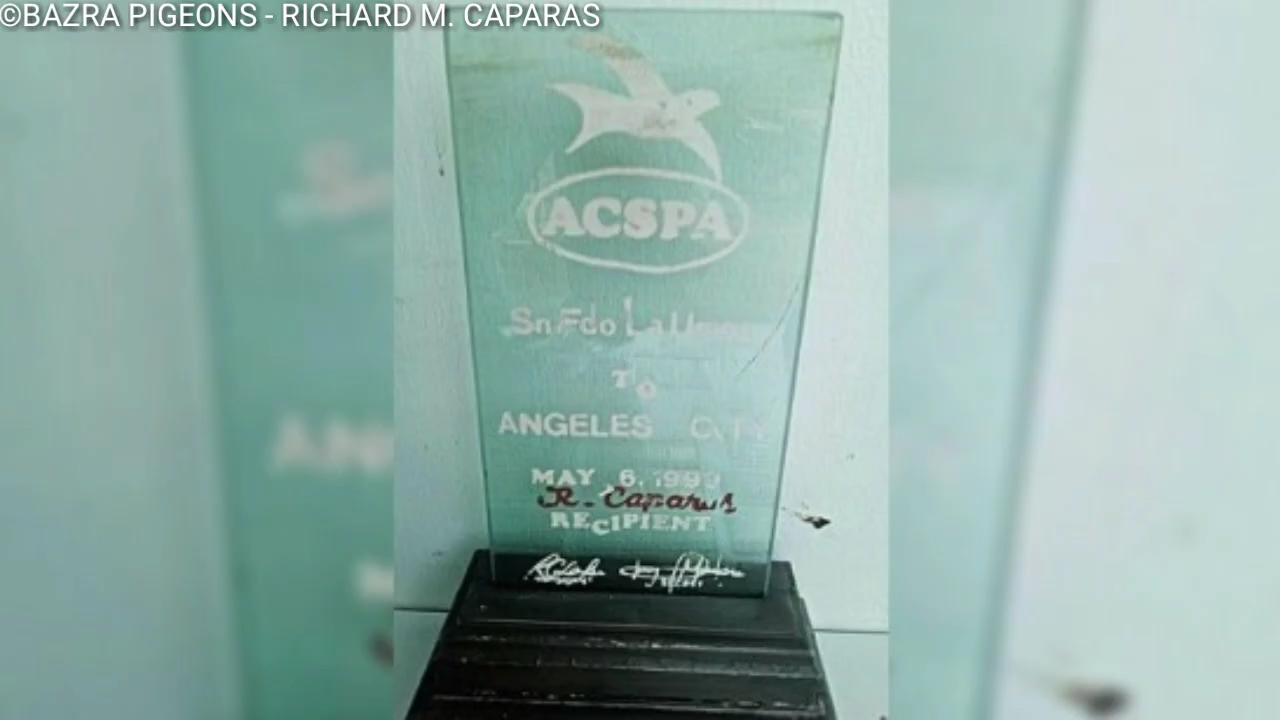 ©BAZRA PIGEONS - RICHARD M. CAPARAS
ACSPA
Sn Fdo La Union
TO
ANGELES CITY
MAY 6, 1999
R. Caparas
RECIPIENT